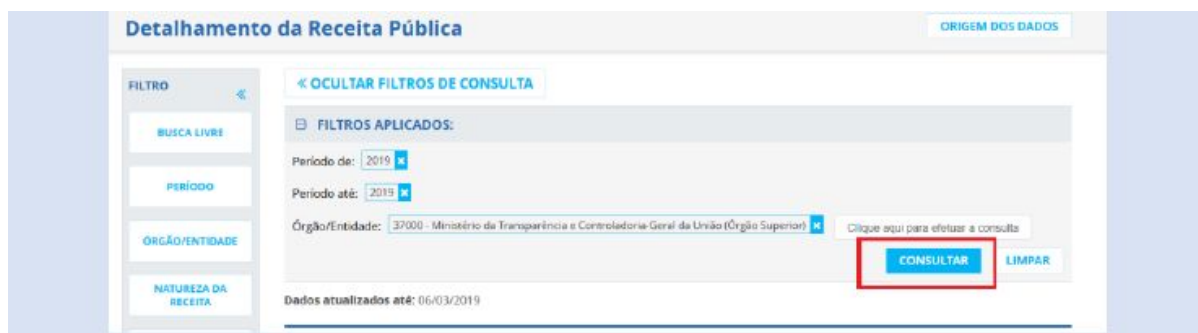 Detalhamento da Receita Pública
ORIGEM DOS DADOS
FILTRO
«
BUSCA LIVRE
PERÍODO
ÓRGÃO/ENTIDADE
NATUREZA DA
RECEITA
« OCULTAR FILTROS DE CONSULTA
FILTROS APLICADOS:
Período de: 2019 x
Período até: 2019 x
Órgão/Entidade: 37000 - Ministério da Transparência e Controladoria-Geral da União (Órgão Superior) x
Clique aqui para efetuar a consulta
CONSULTAR LIMPAR
Dados atualizados até: 06/03/2019